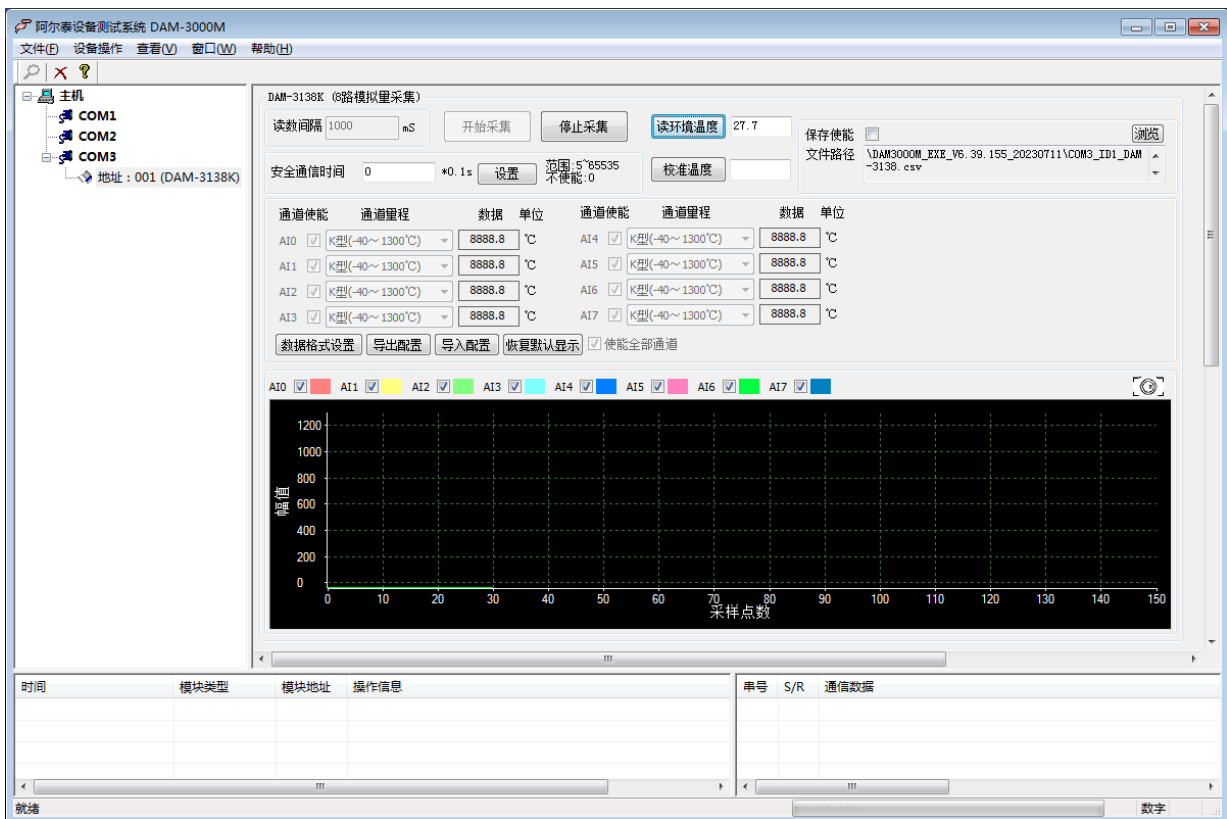 阿尔泰设备测试系统 DAM-3000M
文件(F) 设备操作 查看(V) 窗口(W) 帮助(H)
主机
COM1
COM2
COM3
地址：001 (DAM-3138K)
DAM-3138K (8路模拟量采集)
读数间隔 1000 mS 开始采集 停止采集 读环境温度 27.7
保存使能 浏览
文件路径 \DAM3000M_EXE_V6.39.155_20230711\COM3_ID1_DAM
-3138.csv
安全通信时间 0 *0.1s 设置 范围:5~65535
不使能:0
校准温度
通道使能 通道里程 数据 单位 通道使能 通道里程 数据 单位
AI0 K型(-40～1300℃) 8888.8 ℃ AI4 K型(-40～1300℃) 8888.8 ℃
AI1 K型(-40～1300℃) 8888.8 ℃ AI5 K型(-40～1300℃) 8888.8 ℃
AI2 K型(-40～1300℃) 8888.8 ℃ AI6 K型(-40～1300℃) 8888.8 ℃
AI3 K型(-40～1300℃) 8888.8 ℃ AI7 K型(-40～1300℃) 8888.8 ℃
数据格式设置 导出配置 导入配置 恢复默认显示 使能全部通道
AI0 AI1 AI2 AI3 AI4 AI5 AI6 AI7
1200
1000
800
600
400
200
0
幅值
0 10 20 30 40 50 60 70 80 90 100 110 120 130 140 150
采样点数
时间 模块类型 模块地址 操作信息
串号 S/R 通信数据
就绪 数字